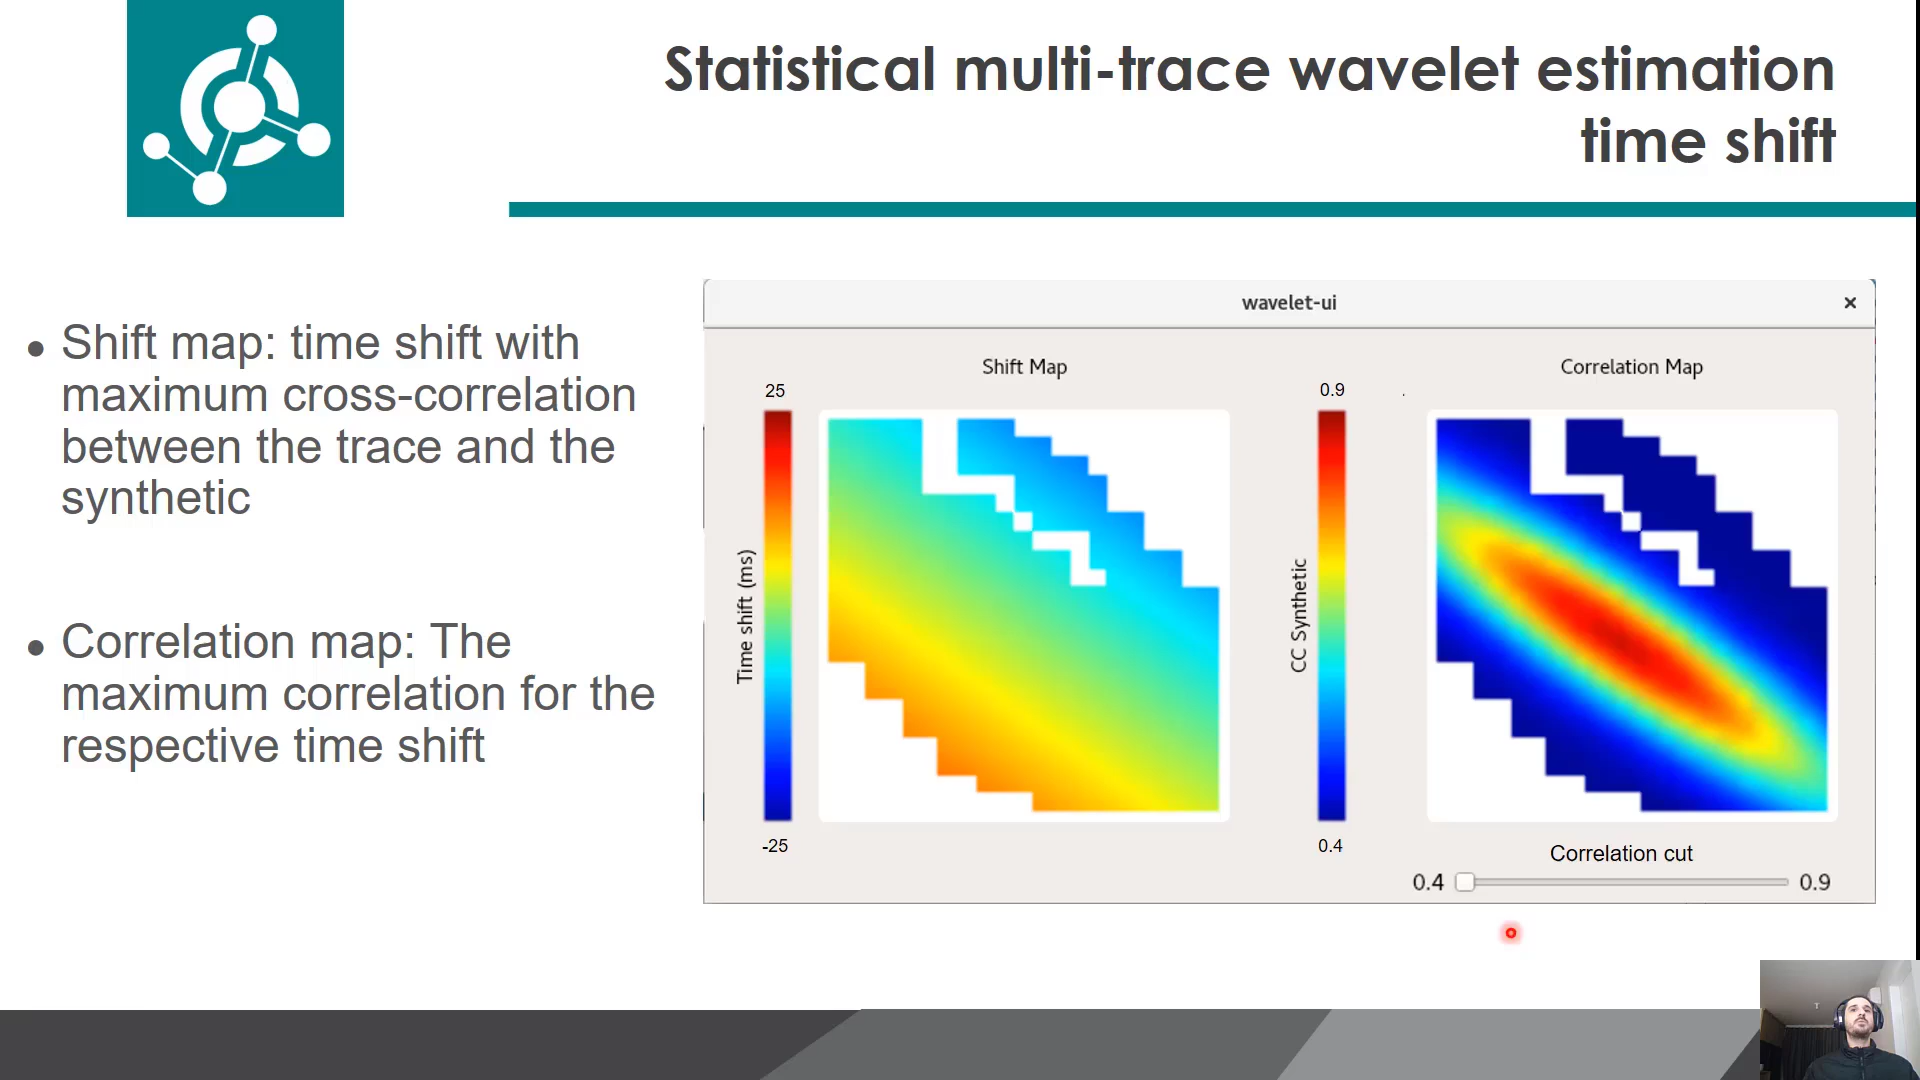 Statistical multi-trace wavelet estimation
time shift
● Shift map: time shift with
maximum cross-correlation
between the trace and the
synthetic
● Correlation map: The
maximum correlation for the
respective time shift
wavelet-ui ×
Shift Map
25
Time shift (ms)
-25
Correlation Map
0.9
CC Synthetic
0.4
Correlation cut
0.4
0.9